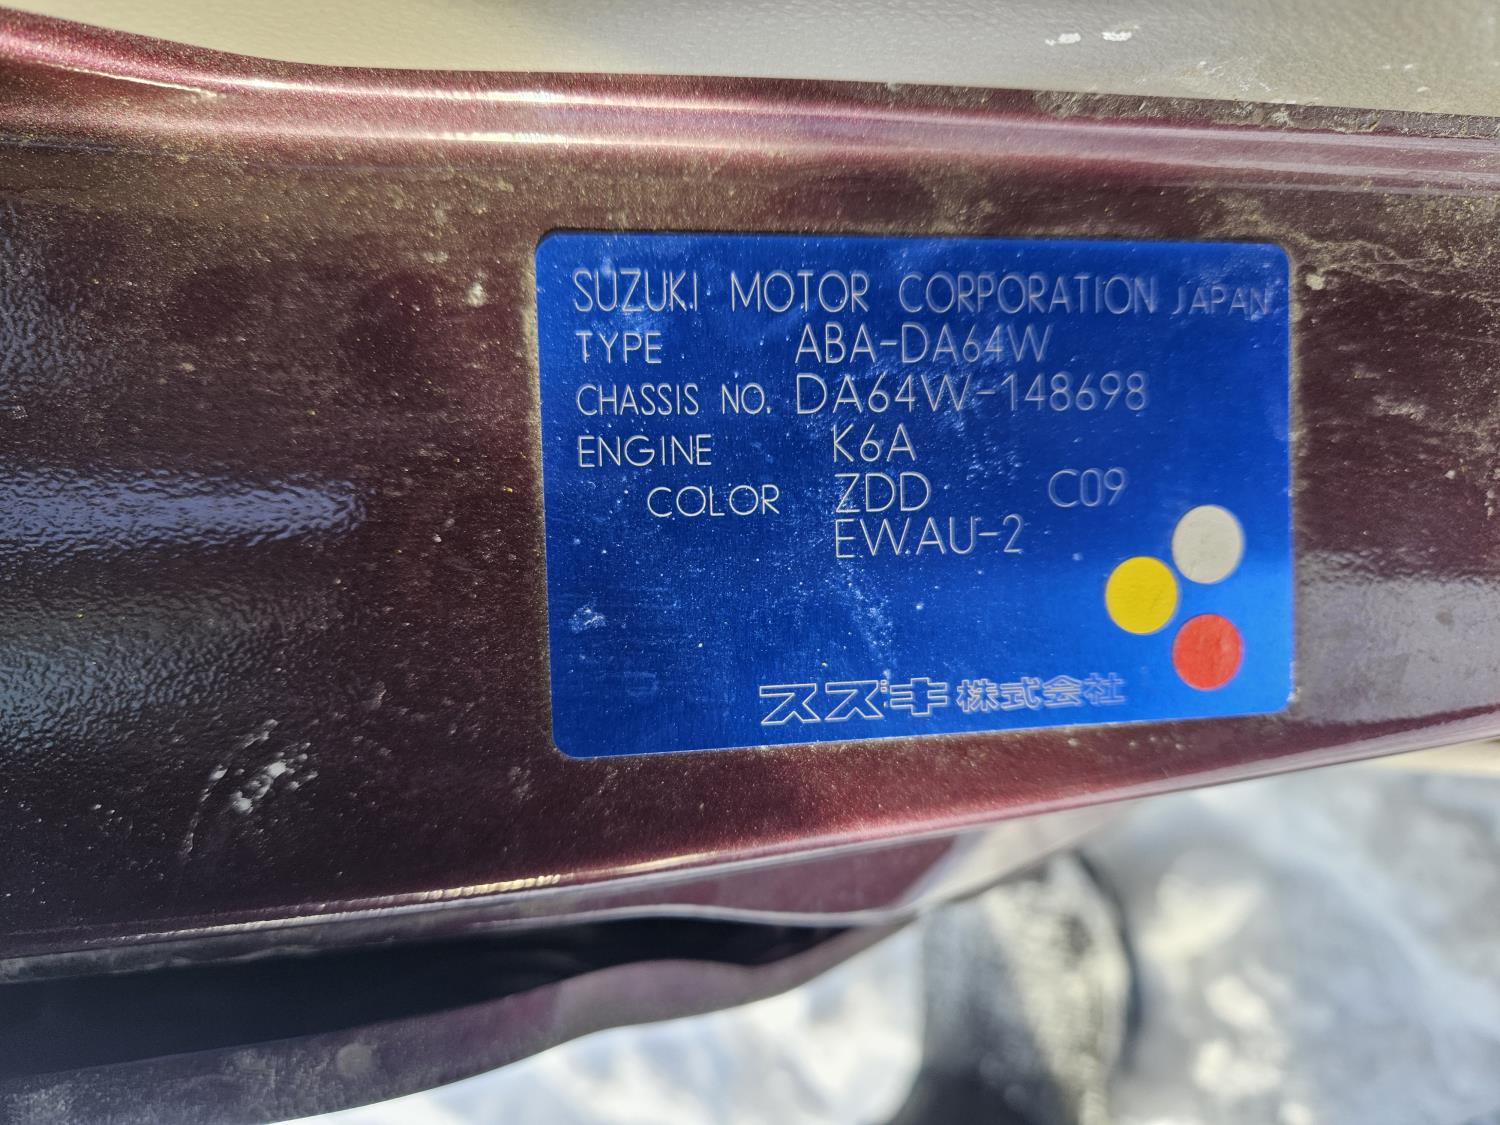 SUZUKI MOTOR CORPORATION JAPAN
TYPE ABA-DA64W
CHASSIS NO. DA64W-148698
ENGINE K6A
COLOR ZDD C09
EW.AU-2
スズキ株式会社